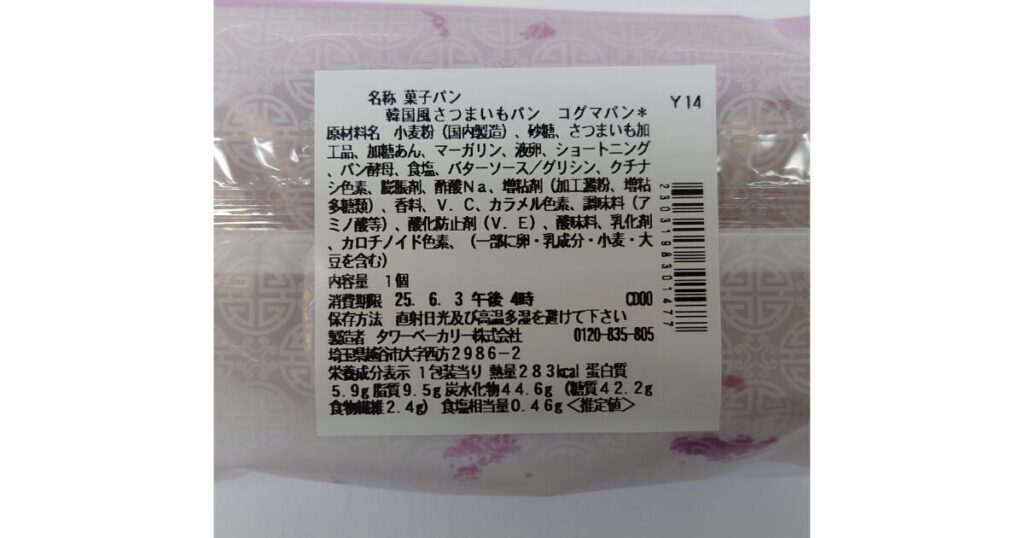 名称 菓子パン
Y14
韓国風さつまいもパン コグマパン＊
原材料名 小麦粉（国内製造）、砂糖、さつまいも加
工品、加糖あん、マーガリン、液卵、ショートニング
、パン酵母、食塩、バターソース／グリシン、クチナ
シ色素、膨脹剤、酢酸Ｎａ、増粘剤（加工澱粉、増粘
多糖類）、香料、Ｖ．Ｃ、カラメル色素、調味料（ア
ミノ酸等）、酸化防止剤（Ｖ．Ｅ）、酸味料、乳化剤
、カロチノイド色素、（一部に卵・乳成分・小麦・大
豆を含む）
内容量 1個
消費期限 25. 6. 3 午後 4時 CD00
保存方法 直射日光及び高温多湿を避けて下さい
製造者 タワーベーカリー株式会社 0120-835-805
埼玉県越谷市大字西方2986-2
栄養成分表示 1包装当り 熱量283kcal 蛋白質
5.9g 脂質9.5g 炭水化物44.6g (糖質42.2g
食物繊維2.4g) 食塩相当量0.46g＜推定値＞
2303198301477